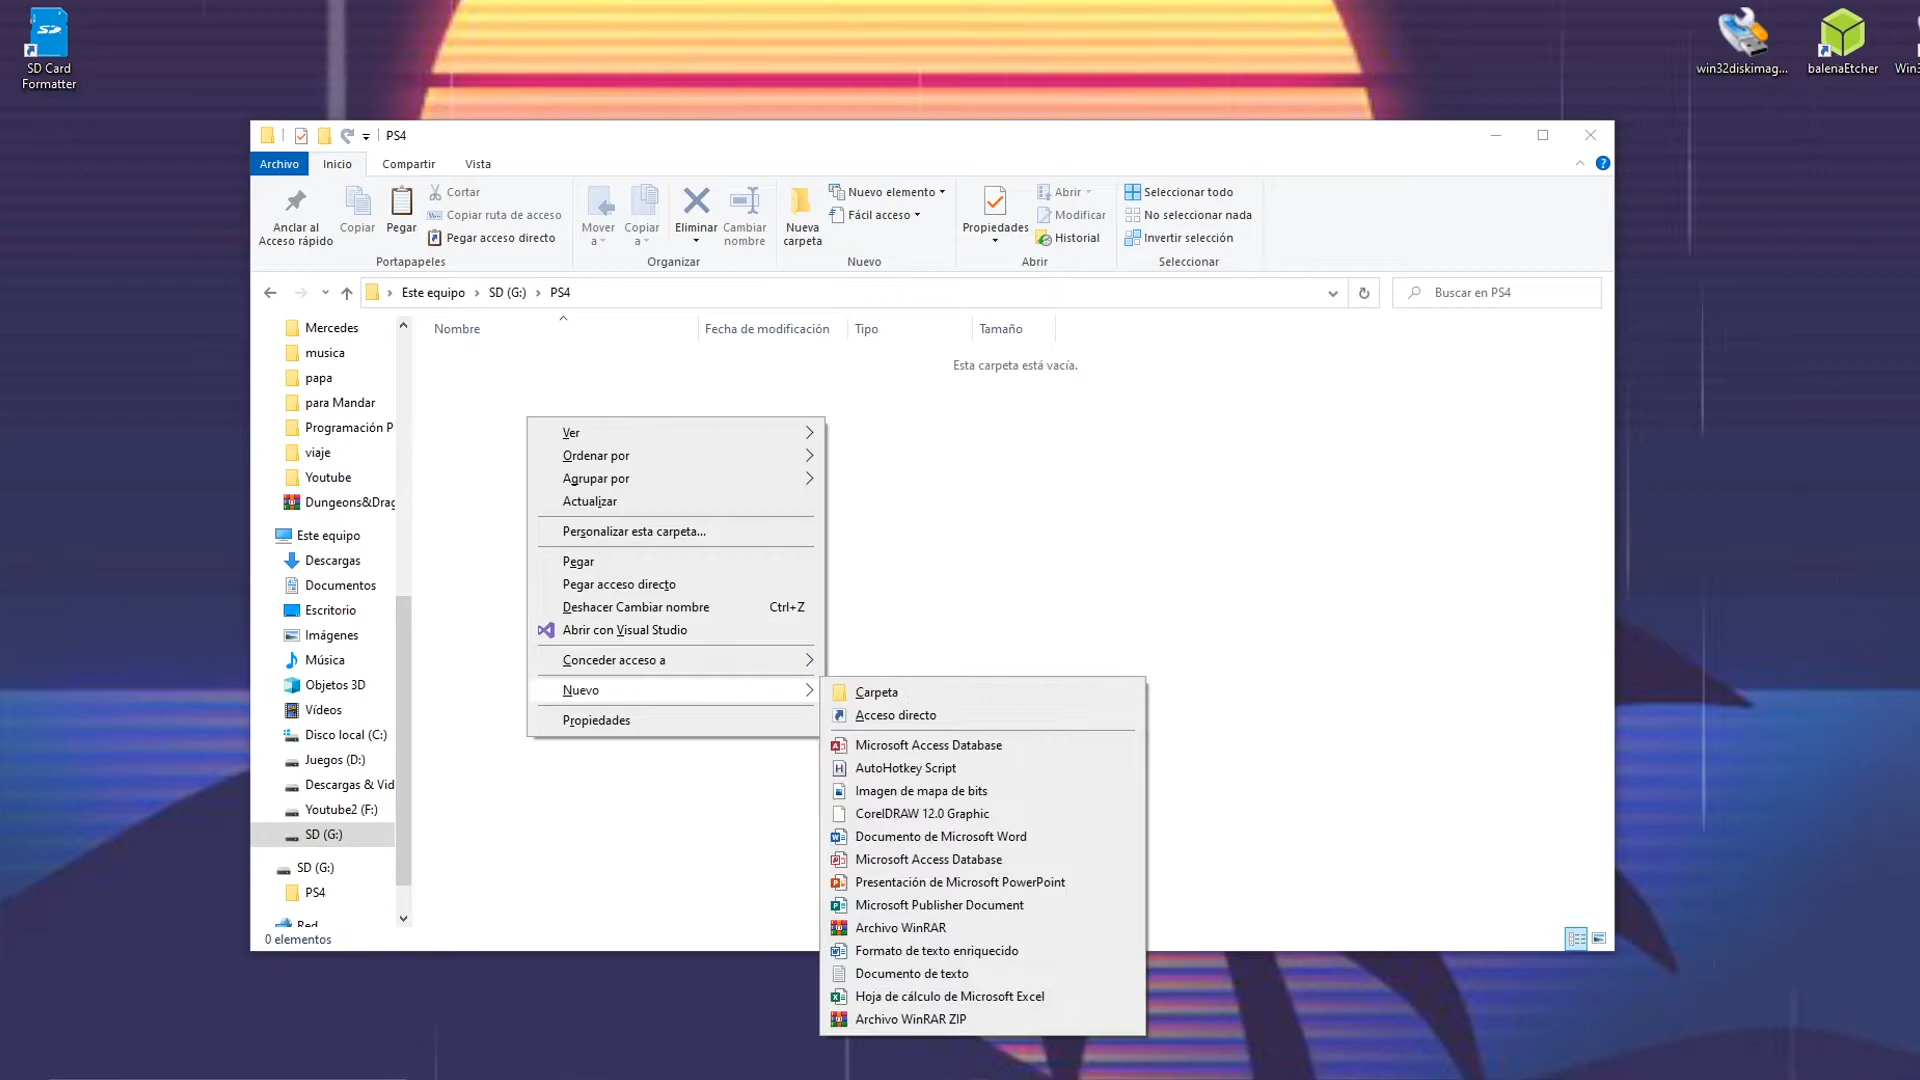 SD Card
Formatter
win32diskimag...
balenaEtcher
Win3
PS4
Archivo
Inicio
Compartir
Vista
Anclar al
Acceso rápido
Copiar
Pegar
Cortar
Copiar ruta de acceso
Pegar acceso directo
Portapapeles
Mover
a
Copiar
a
Eliminar
Cambiar
nombre
Organizar
Nueva
carpeta
Nuevo elemento
Fácil acceso
Nuevo
Propiedades
Abrir
Modificar
Historial
Abrir
Seleccionar todo
No seleccionar nada
Invertir selección
Seleccionar
Este equipo
SD (G:)
PS4
Buscar en PS4
Nombre
Fecha de modificación
Tipo
Tamaño
Esta carpeta está vacía.
Mercedes
musica
papa
para Mandar
Programación P
viaje
Youtube
Dungeons&Drag
Este equipo
Descargas
Documentos
Escritorio
Imágenes
Música
Objetos 3D
Vídeos
Disco local (C:)
Juegos (D:)
Descargas & Vid
Youtube2 (F:)
SD (G:)
SD (G:)
PS4
Red
0 elementos
Ver
Ordenar por
Agrupar por
Actualizar
Personalizar esta carpeta...
Pegar
Pegar acceso directo
Deshacer Cambiar nombre Ctrl+Z
Abrir con Visual Studio
Conceder acceso a
Nuevo
Propiedades
Carpeta
Acceso directo
Microsoft Access Database
AutoHotkey Script
Imagen de mapa de bits
CorelDRAW 12.0 Graphic
Documento de Microsoft Word
Microsoft Access Database
Presentación de Microsoft PowerPoint
Microsoft Publisher Document
Archivo WinRAR
Formato de texto enriquecido
Documento de texto
Hoja de cálculo de Microsoft Excel
Archivo WinRAR ZIP